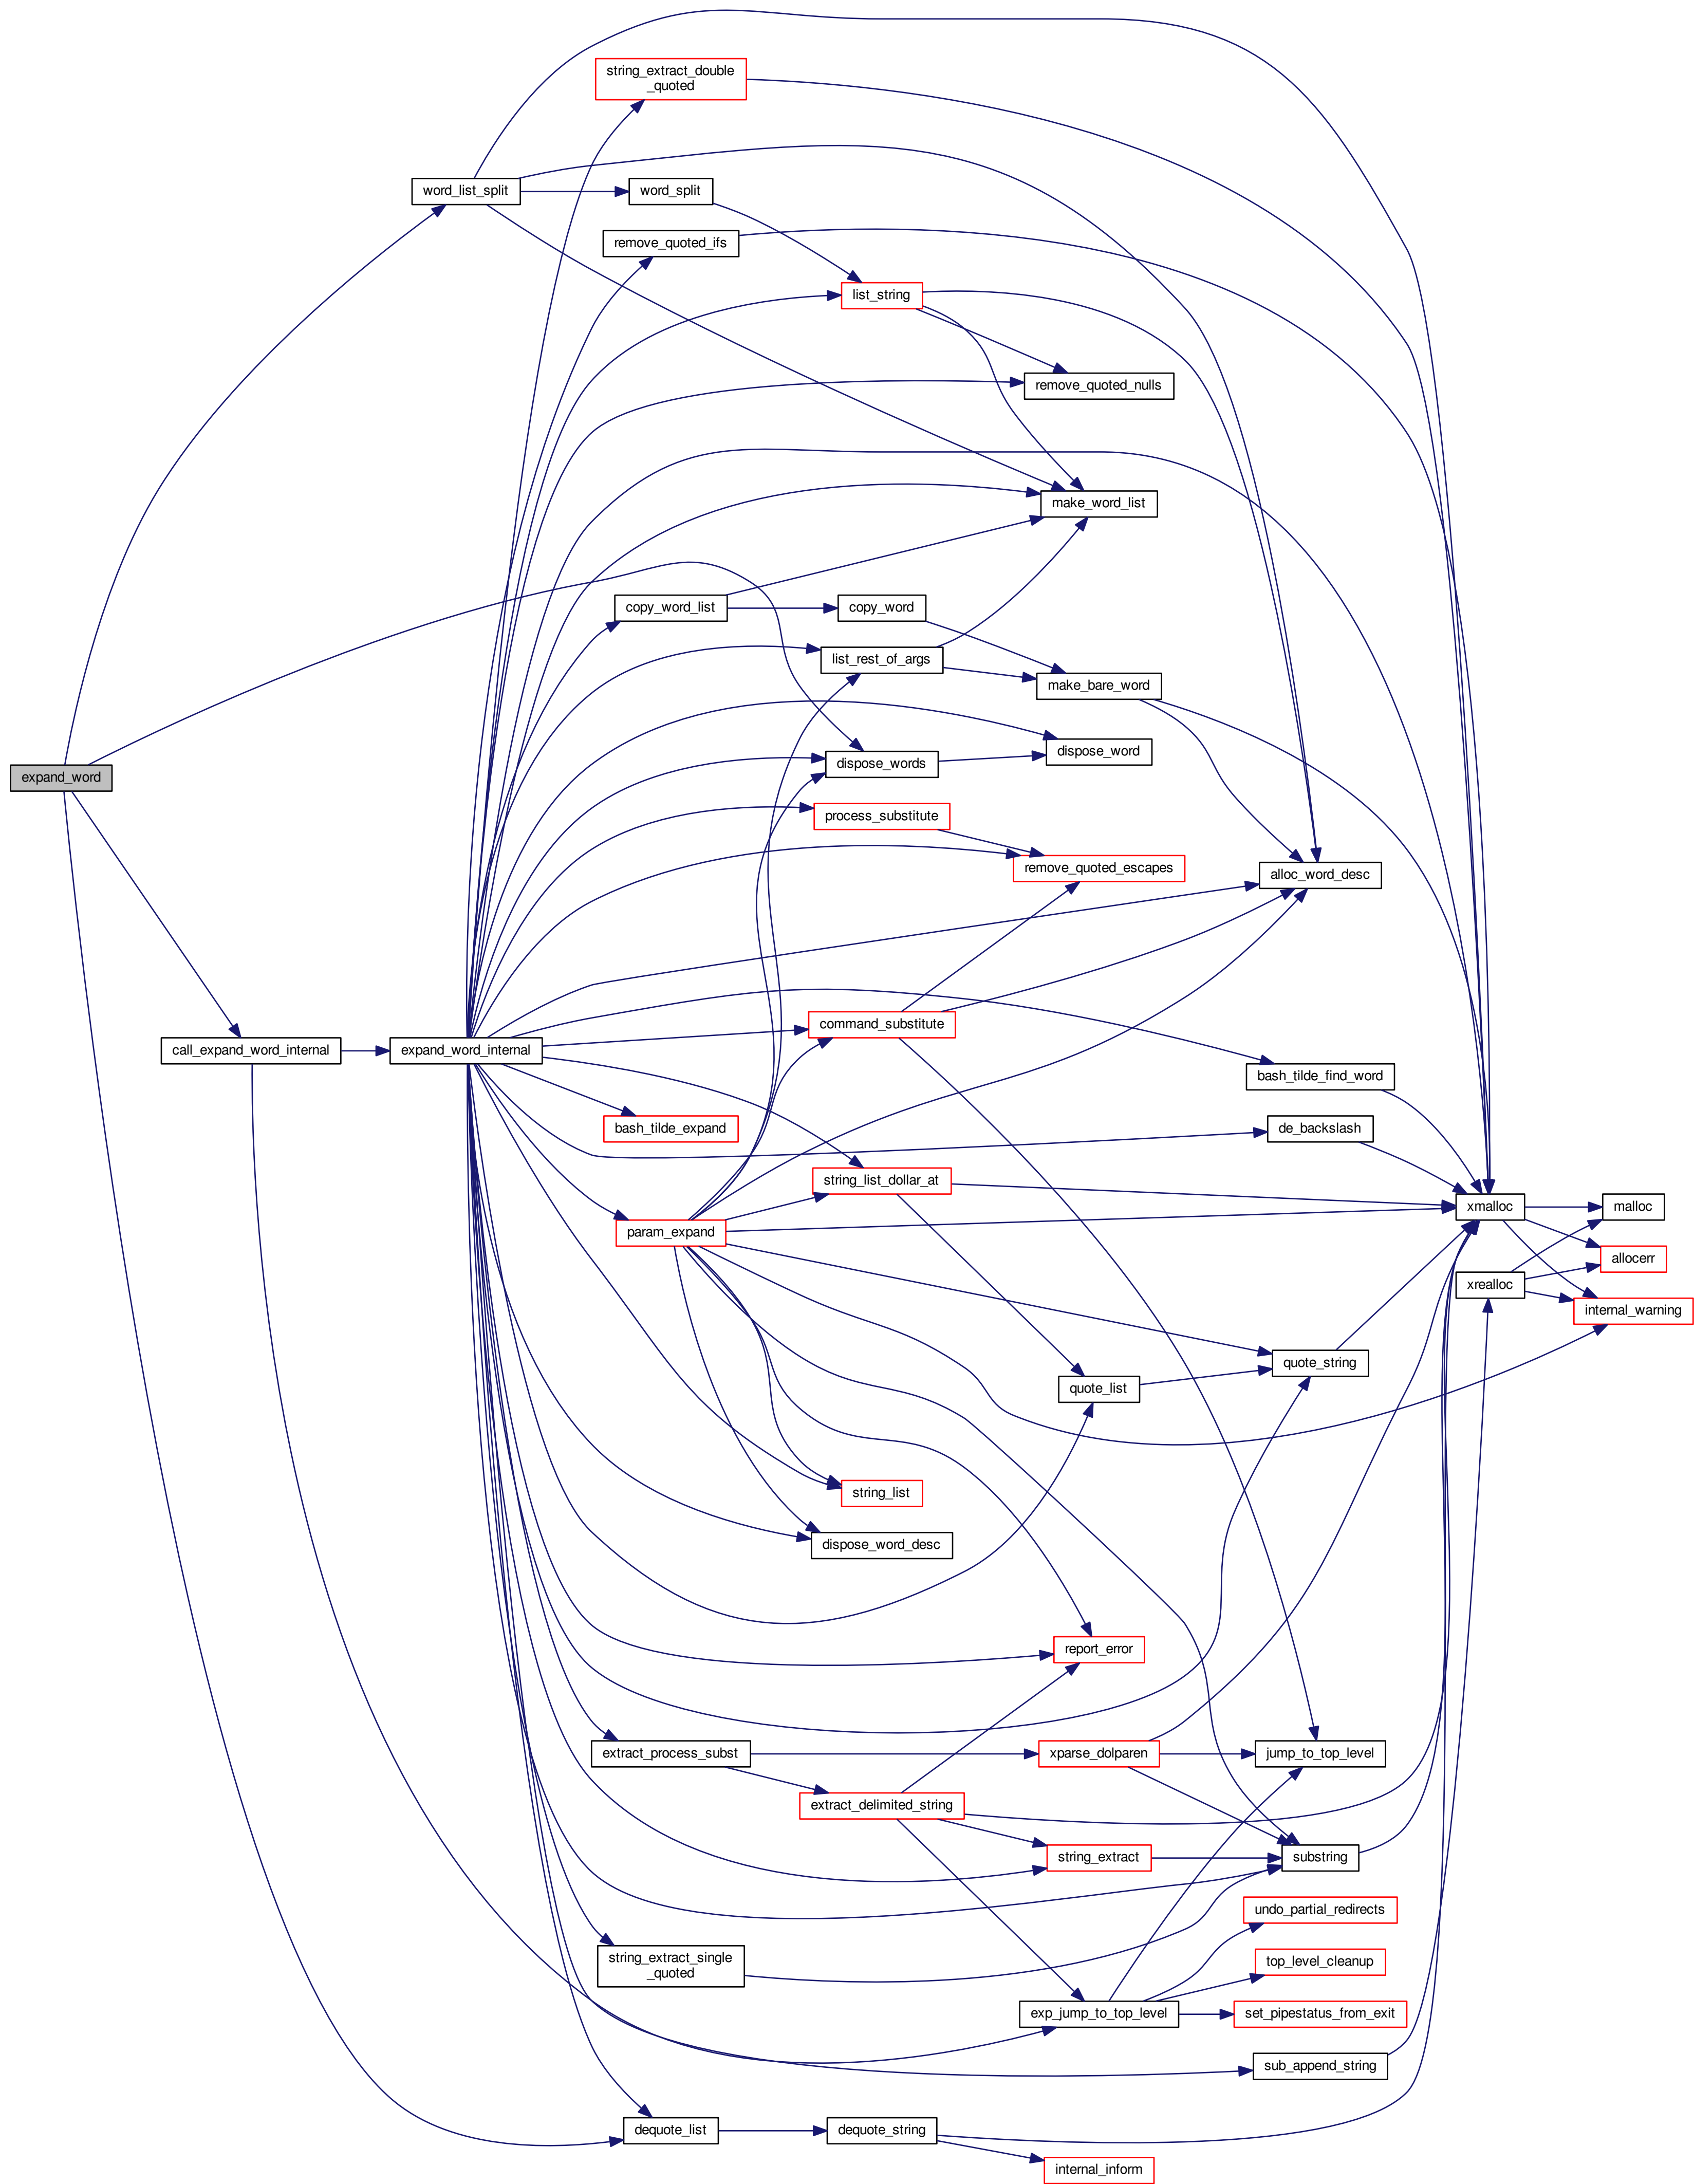 string_extract_double
_quoted
word_list_split
word_split
remove_quoted_ifs
list_string
remove_quoted_nulls
make_word_list
copy_word_list
copy_word
list_rest_of_args
make_bare_word
dispose_word
dispose_words
expand_word
process_substitute
remove_quoted_escapes
alloc_word_desc
command_substitute
call_expand_word_internal
expand_word_internal
bash_tilde_find_word
bash_tilde_expand
de_backslash
string_list_dollar_at
xmalloc
malloc
param_expand
allocerr
xrealloc
internal_warning
quote_string
quote_list
string_list
dispose_word_desc
report_error
extract_process_subst
xparse_dolparen
jump_to_top_level
extract_delimited_string
string_extract
substring
undo_partial_redirects
string_extract_single
_quoted
top_level_cleanup
exp_jump_to_top_level
set_pipestatus_from_exit
sub_append_string
dequote_list
dequote_string
internal_inform